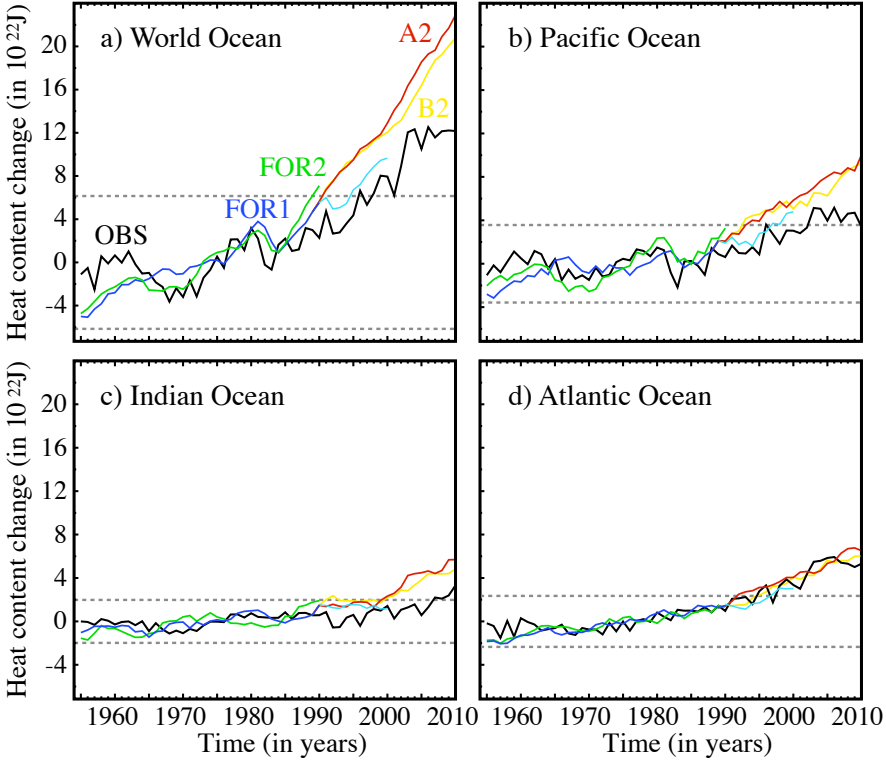 Heat content change (in 10 22J)
24
20
16
12
8
4
0
-4
a) World Ocean
A2
B2
FOR2
FOR1
OBS
b) Pacific Ocean
Heat content change (in 10 22J)
20
16
12
8
4
0
-4
c) Indian Ocean
d) Atlantic Ocean
1960 1970 1980 1990 2000 2010
1960 1970 1980 1990 2000 2010
Time (in years)
Time (in years)